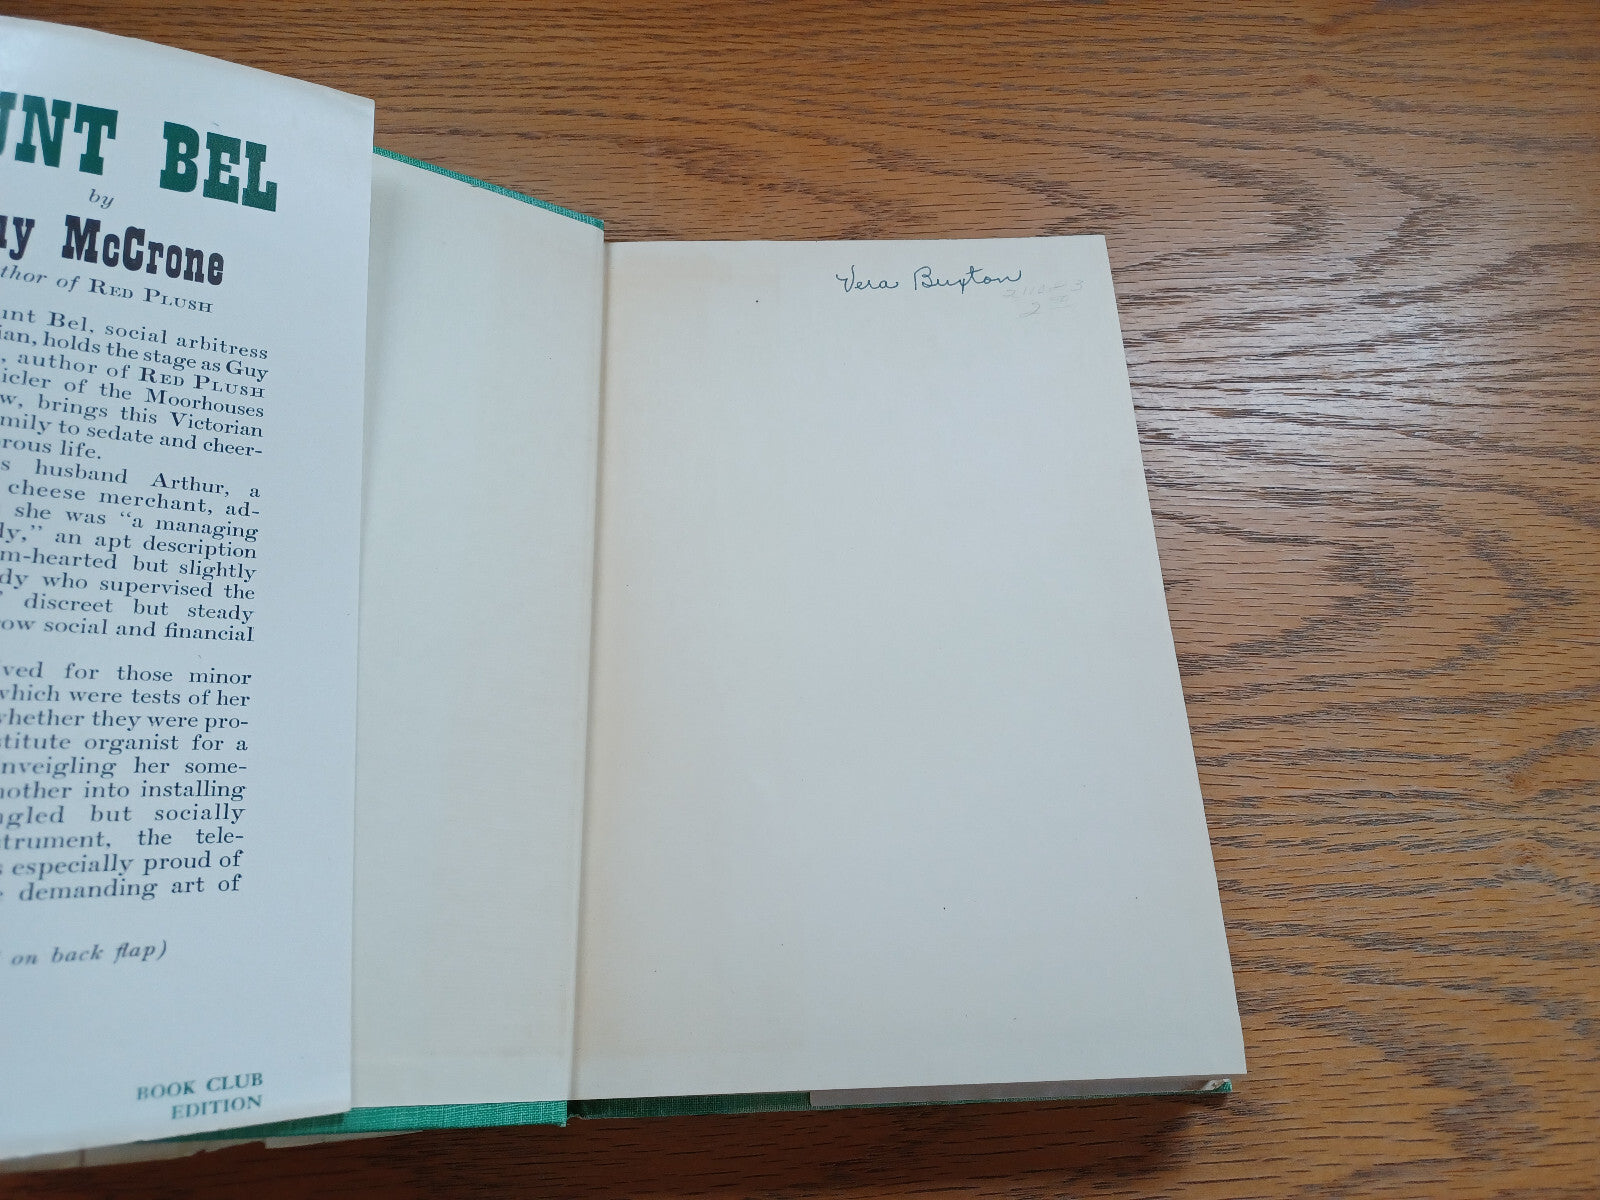 UNT BEL
by
uy McCrone
thor of RED PLUSH
unt Bel, social arbitress
ian, holds the stage as Guy
, author of RED PLUSH
icler of the Moorhouses
w, brings this Victorian
mily to sedate and cheer-
rous life.
s husband Arthur, a
cheese merchant, ad-
she was “a managing
dy,” an apt description
m-hearted but slightly
dy who supervised the
’ discreet but steady
ow social and financial
ved for those minor
which were tests of her
whether they were pro-
stitute organist for a
nveigling her some-
nother into installing
ngled but socially
strument, the tele-
s especially proud of
e demanding art of
on back flap)
BOOK CLUB
EDITION
Vera Buxton